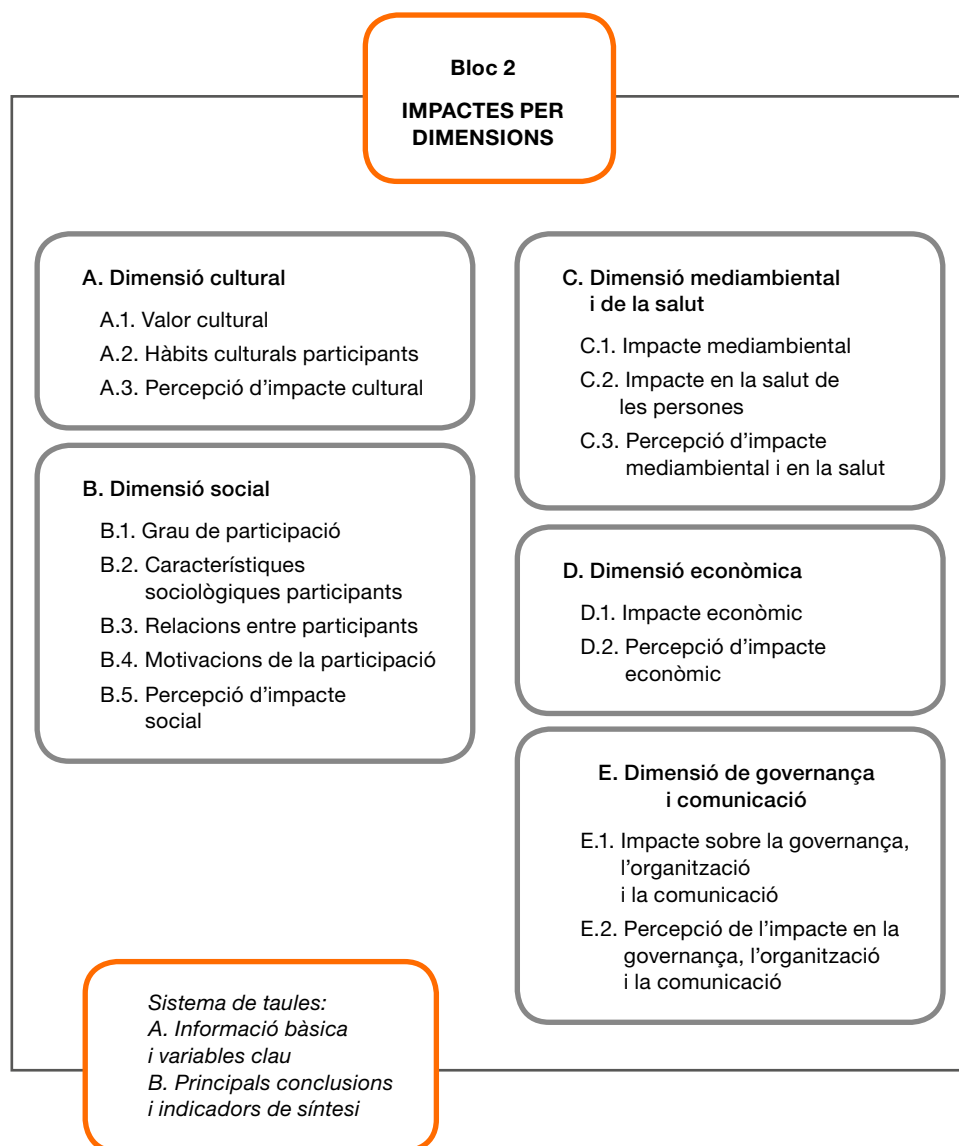 Bloc 2
IMPACTES PER
DIMENSIONS
A. Dimensió cultural
A.1. Valor cultural
A.2. Hàbits culturals participants
A.3. Percepció d’impacte cultural
B. Dimensió social
B.1. Grau de participació
B.2. Característiques
sociològiques participants
B.3. Relacions entre participants
B.4. Motivacions de la participació
B.5. Percepció d’impacte
social
C. Dimensió mediambiental
i de la salut
C.1. Impacte mediambiental
C.2. Impacte en la salut de
les persones
C.3. Percepció d’impacte
mediambiental i en la salut
D. Dimensió econòmica
D.1. Impacte econòmic
D.2. Percepció d’impacte
econòmic
E. Dimensió de governança
i comunicació
E.1. Impacte sobre la governança,
l’organització
i la comunicació
E.2. Percepció de l’impacte en la
governança, l’organització
i la comunicació
Sistema de taules:
A. Informació bàsica
i variables clau
B. Principals conclusions
i indicadors de síntesi